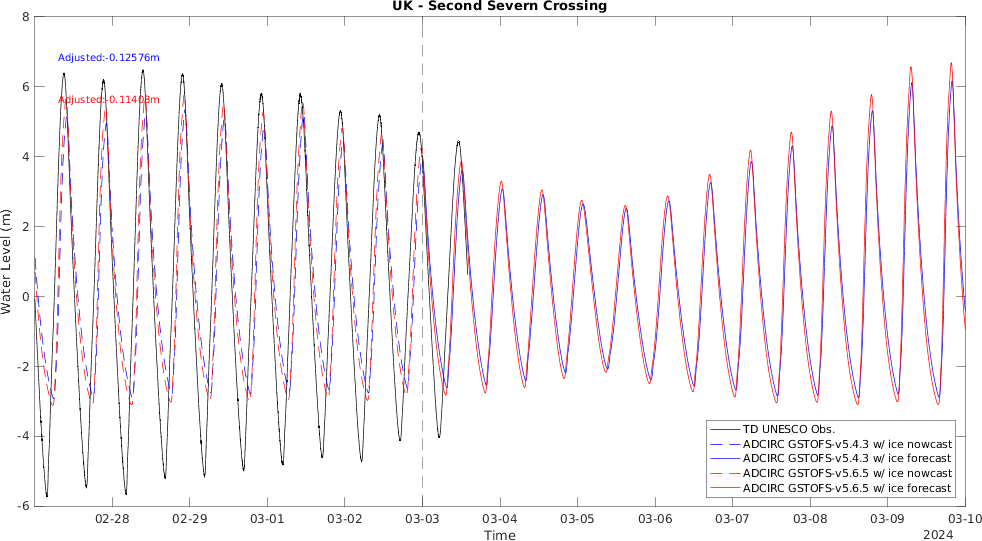 UK - Second Severn Crossing
8
6
4
2
0
-2
-4
-6
Water Level (m)
Adjusted:-0.12576m
Adjusted:-0.11403m
TD UNESCO Obs.
ADCIRC GSTOFS-v5.4.3 w/ ice nowcast
ADCIRC GSTOFS-v5.4.3 w/ ice forecast
ADCIRC GSTOFS-v5.6.5 w/ ice nowcast
ADCIRC GSTOFS-v5.6.5 w/ ice forecast
02-28 02-29 03-01 03-02 03-03 03-04 03-05 03-06 03-07 03-08 03-09 03-10
Time
2024